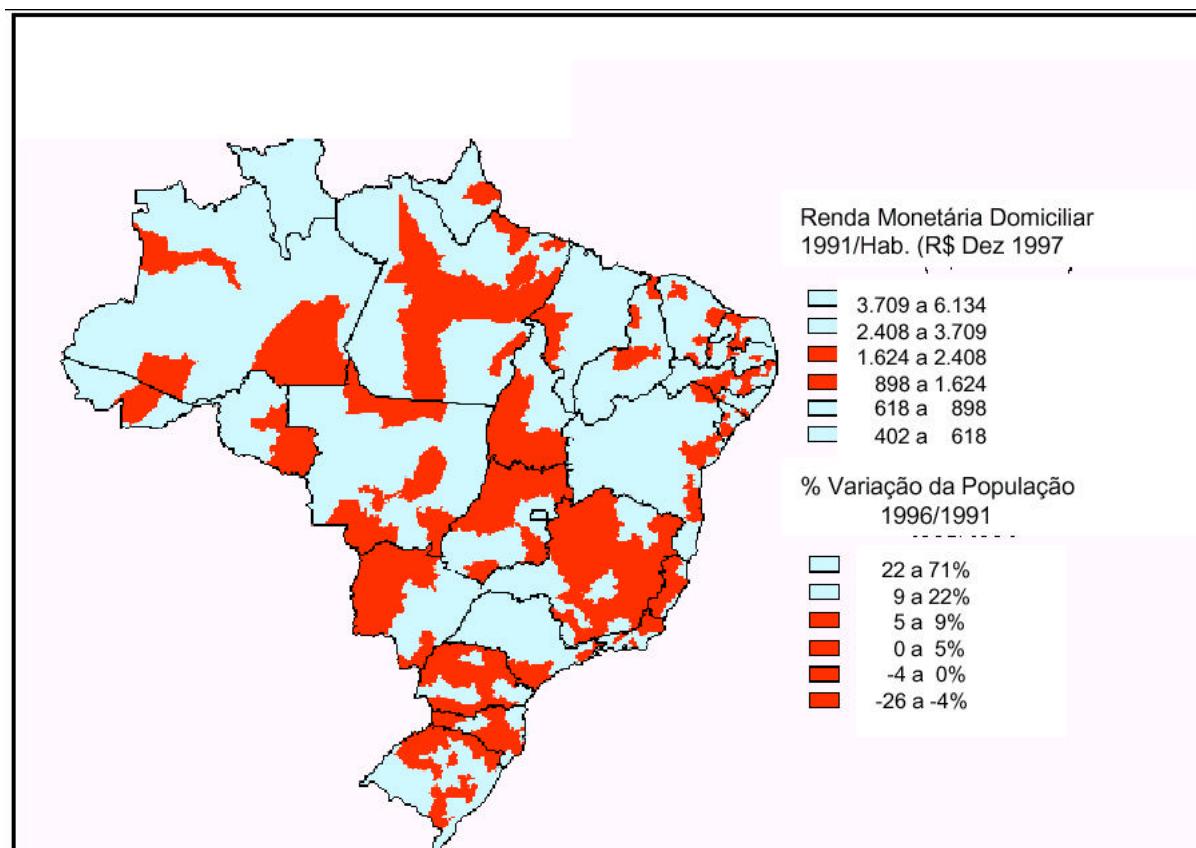 Renda Monetária Domiciliar
1991/Hab. (R$ Dez 1997
3.709 a 6.134
2.408 a 3.709
1.624 a 2.408
898 a 1.624
618 a 898
402 a 618
% Variação da População
1996/1991
22 a 71%
9 a 22%
5 a 9%
0 a 5%
-4 a 0%
-26 a -4%